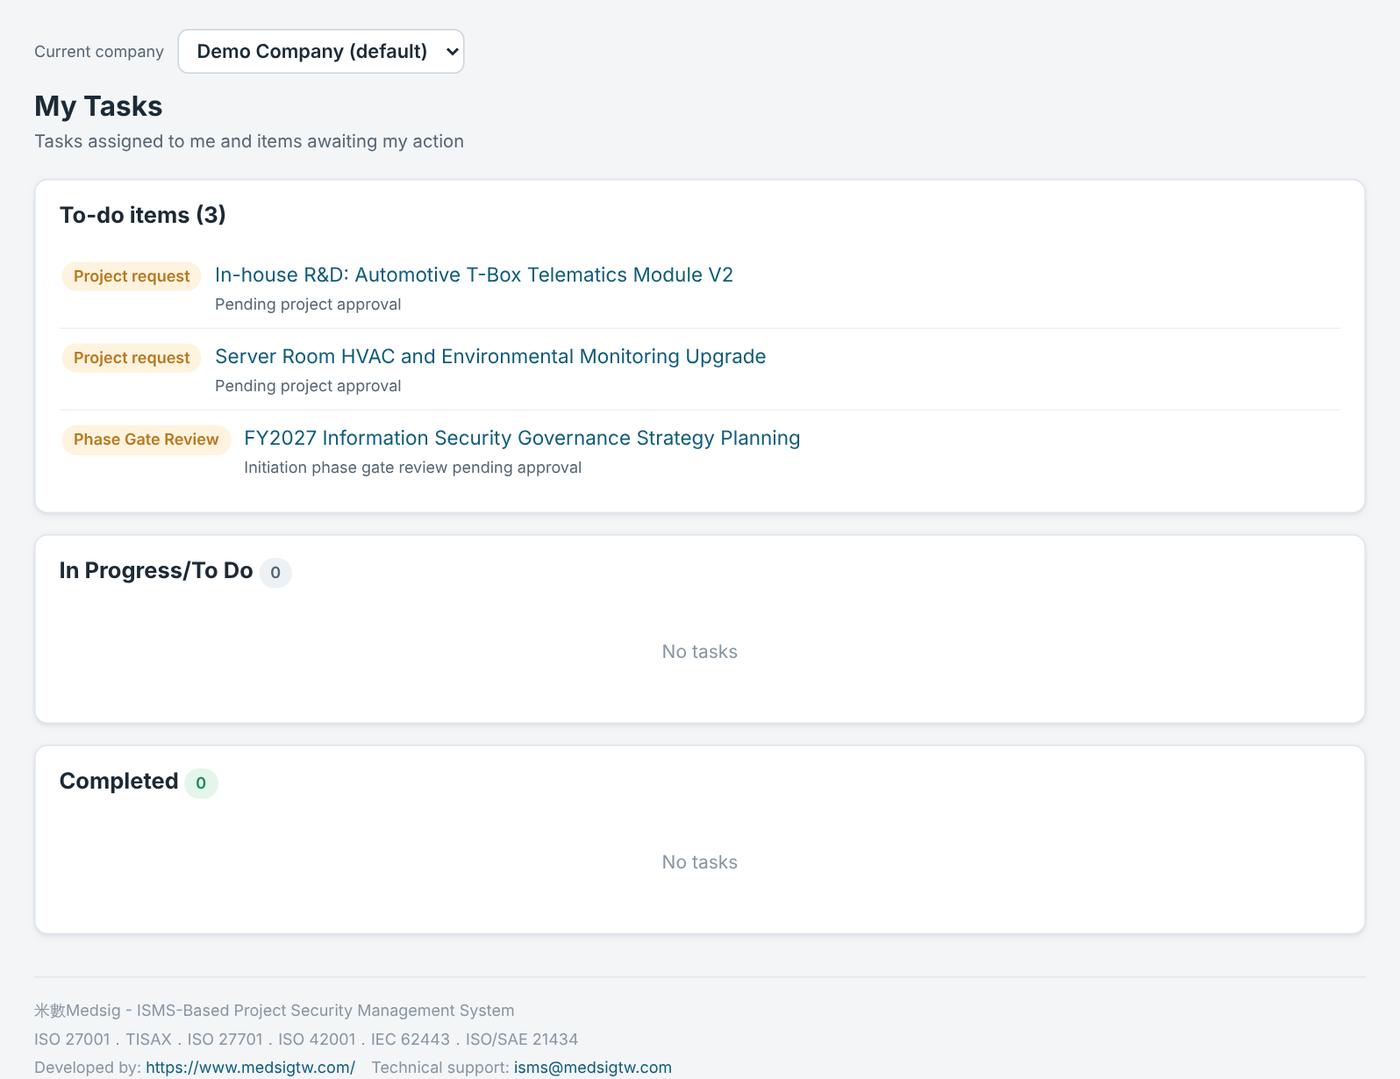 Current company Demo Company (default)
My Tasks
Tasks assigned to me and items awaiting my action
To-do items (3)
Project request In-house R&D: Automotive T-Box Telematics Module V2
Pending project approval
Project request Server Room HVAC and Environmental Monitoring Upgrade
Pending project approval
Phase Gate Review FY2027 Information Security Governance Strategy Planning
Initiation phase gate review pending approval
In Progress/To Do 0
No tasks
Completed 0
No tasks
米數Medsig - ISMS-Based Project Security Management System
ISO 27001 . TISAX . ISO 27701 . ISO 42001 . IEC 62443 . ISO/SAE 21434
Developed by: https://www.medsigtw.com/ Technical support: isms@medsigtw.com